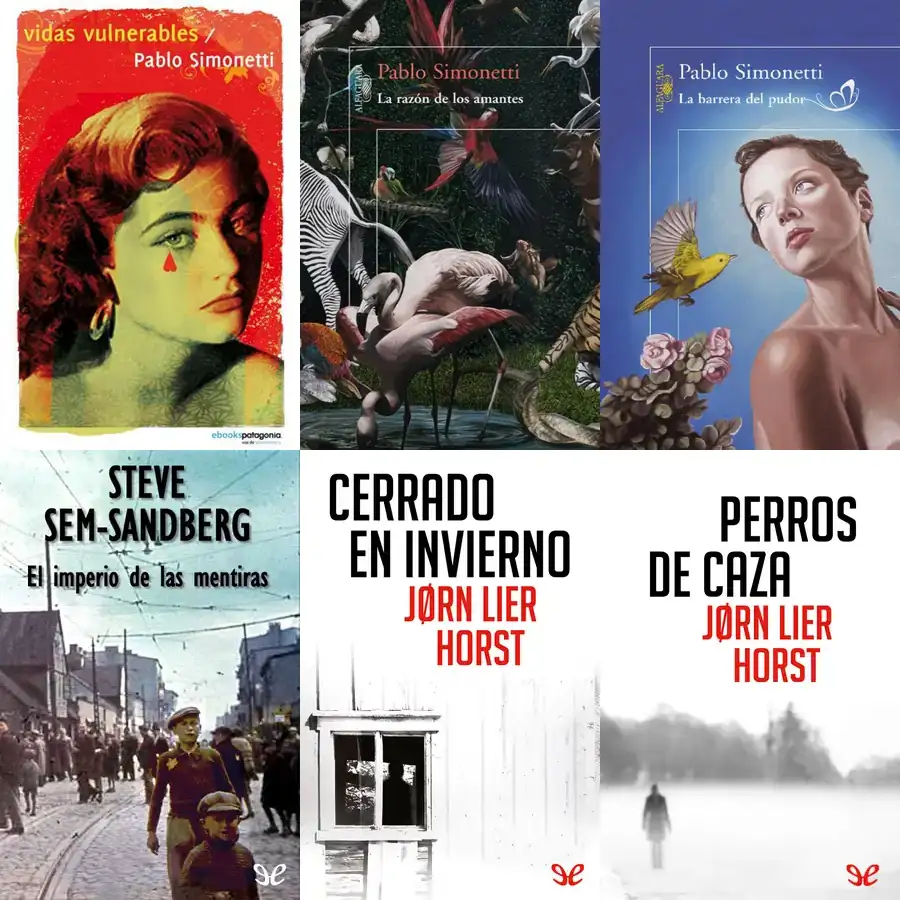 vidas vulnerables /
Pablo Simonetti
ebookspatagonia.
ALFAGUARA
Pablo Simonetti
La razón de los amantes
ALFAGUARA
Pablo Simonetti
La barrera del pudor
STEVE
SEM-SANDBERG
El imperio de las mentiras
CERRADO
EN INVIERNO
JØRN LIER
HORST
PERROS
DE CAZA
JØRN LIER
HORST